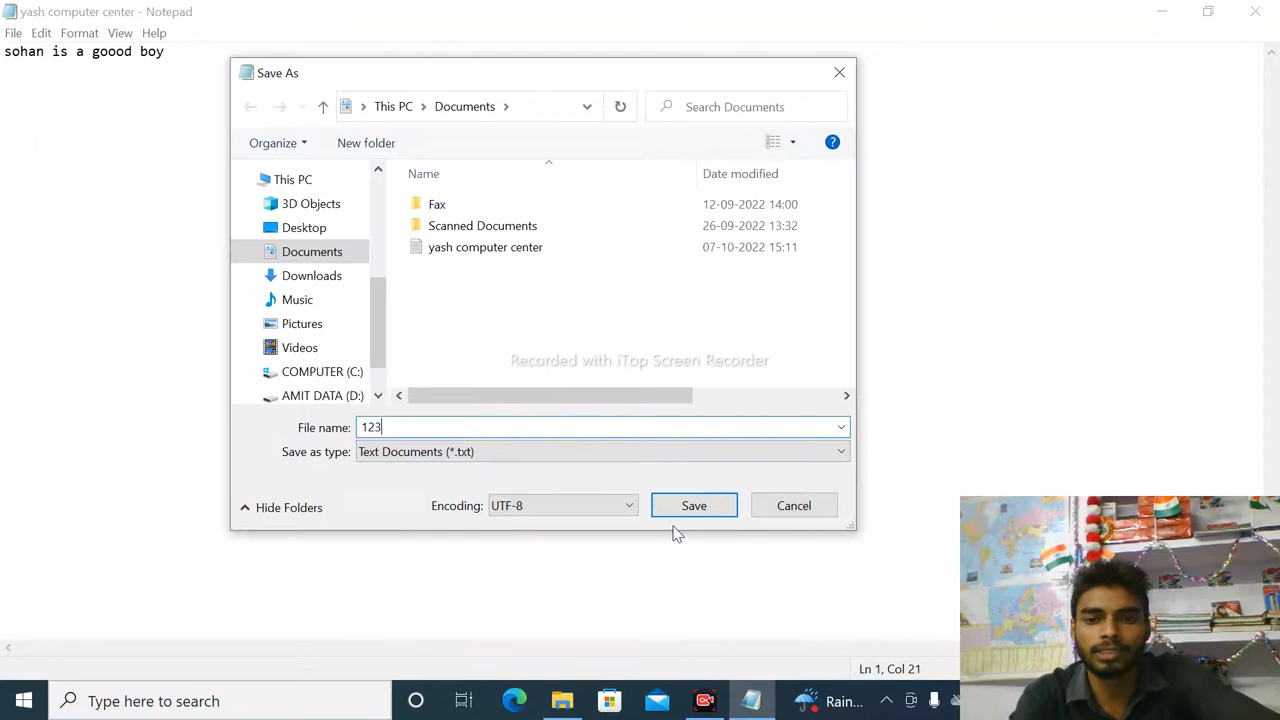 yash computer center - Notepad
File Edit Format View Help
sohan is a goood boy
Save As
This PC Documents
Search Documents
Organize
New folder
Name
Date modified
This PC
3D Objects
Desktop
Documents
Downloads
Music
Pictures
Videos
COMPUTER (C:)
AMIT DATA (D:)
Fax 12-09-2022 14:00
Scanned Documents 26-09-2022 13:32
yash computer center 07-10-2022 15:11
Recorded with iTop Screen Recorder
File name: 123
Save as type: Text Documents (*.txt)
Hide Folders
Encoding: UTF-8
Save
Cancel
Ln 1, Col 21
Type here to search
Rain...